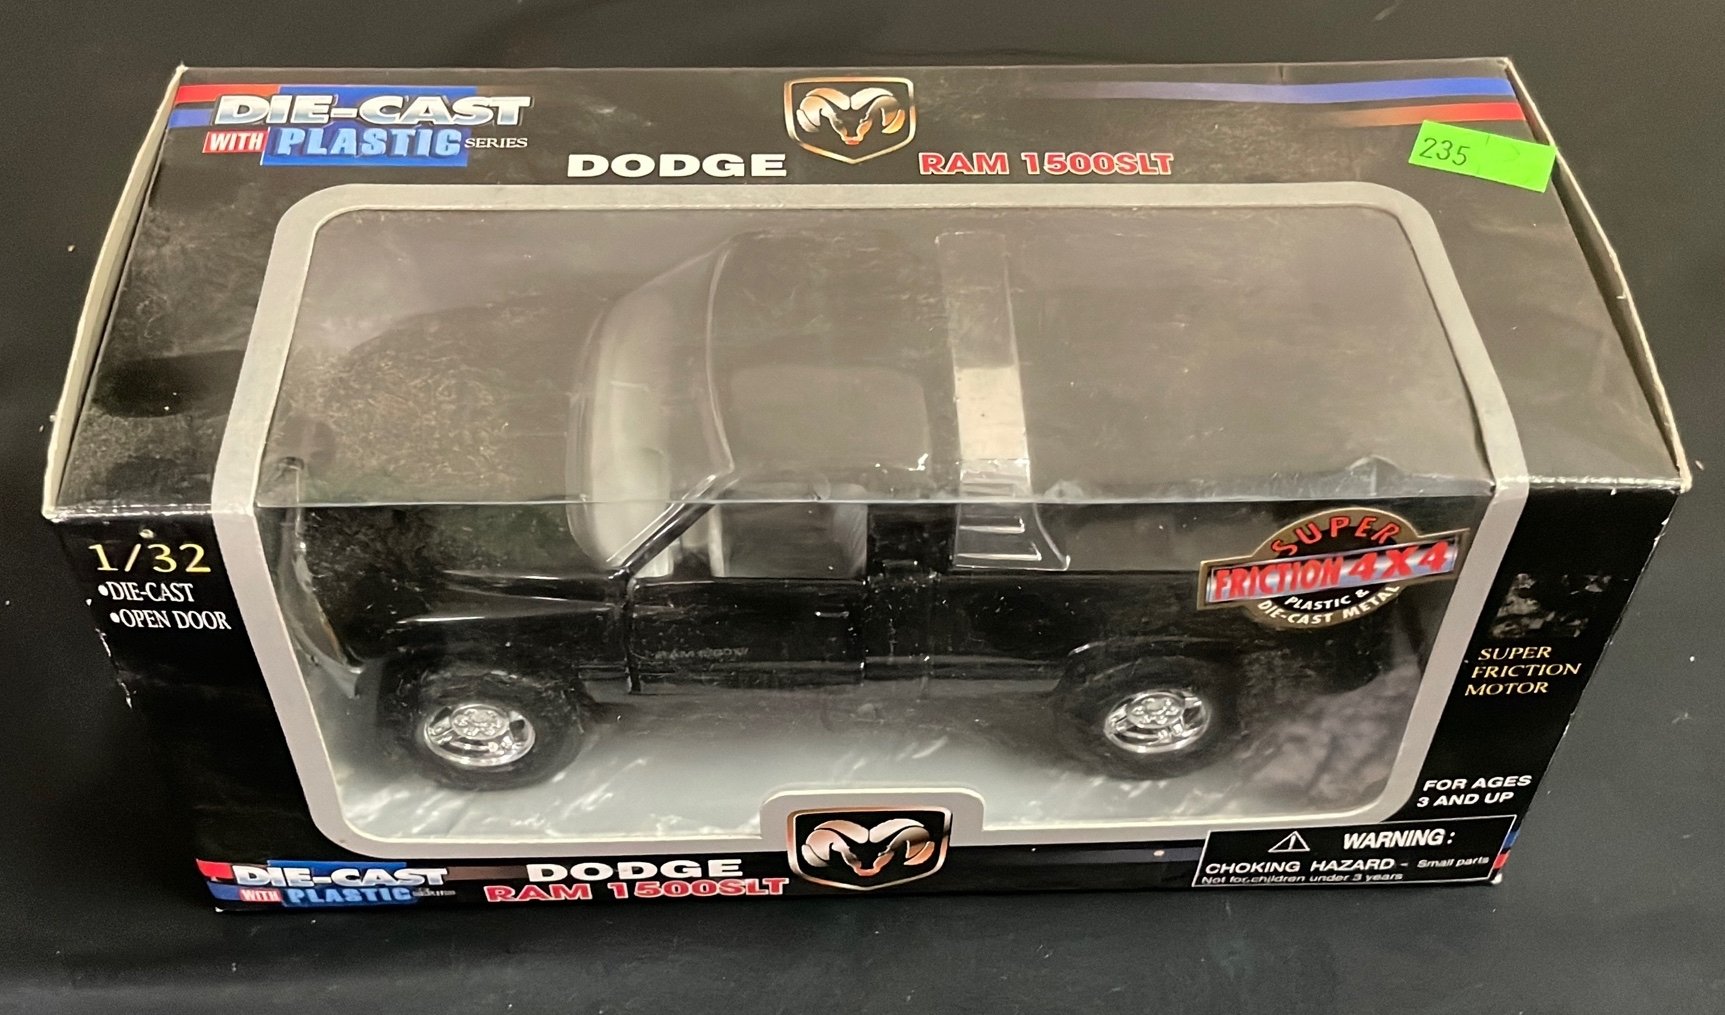 DIE-CAST
WITH PLASTIC SERIES
DODGE RAM 1500SLT
235
1/32
•DIE-CAST
•OPEN DOOR
SUPER
FRICTION 4X4
PLASTIC &
DIE-CAST METAL
SUPER
FRICTION
MOTOR
FOR AGES
3 AND UP
WARNING:
CHOKING HAZARD - Small parts
Not for children under 3 years
DIE-CAST
WITH PLASTIC SERIES
DODGE
RAM 1500SLT